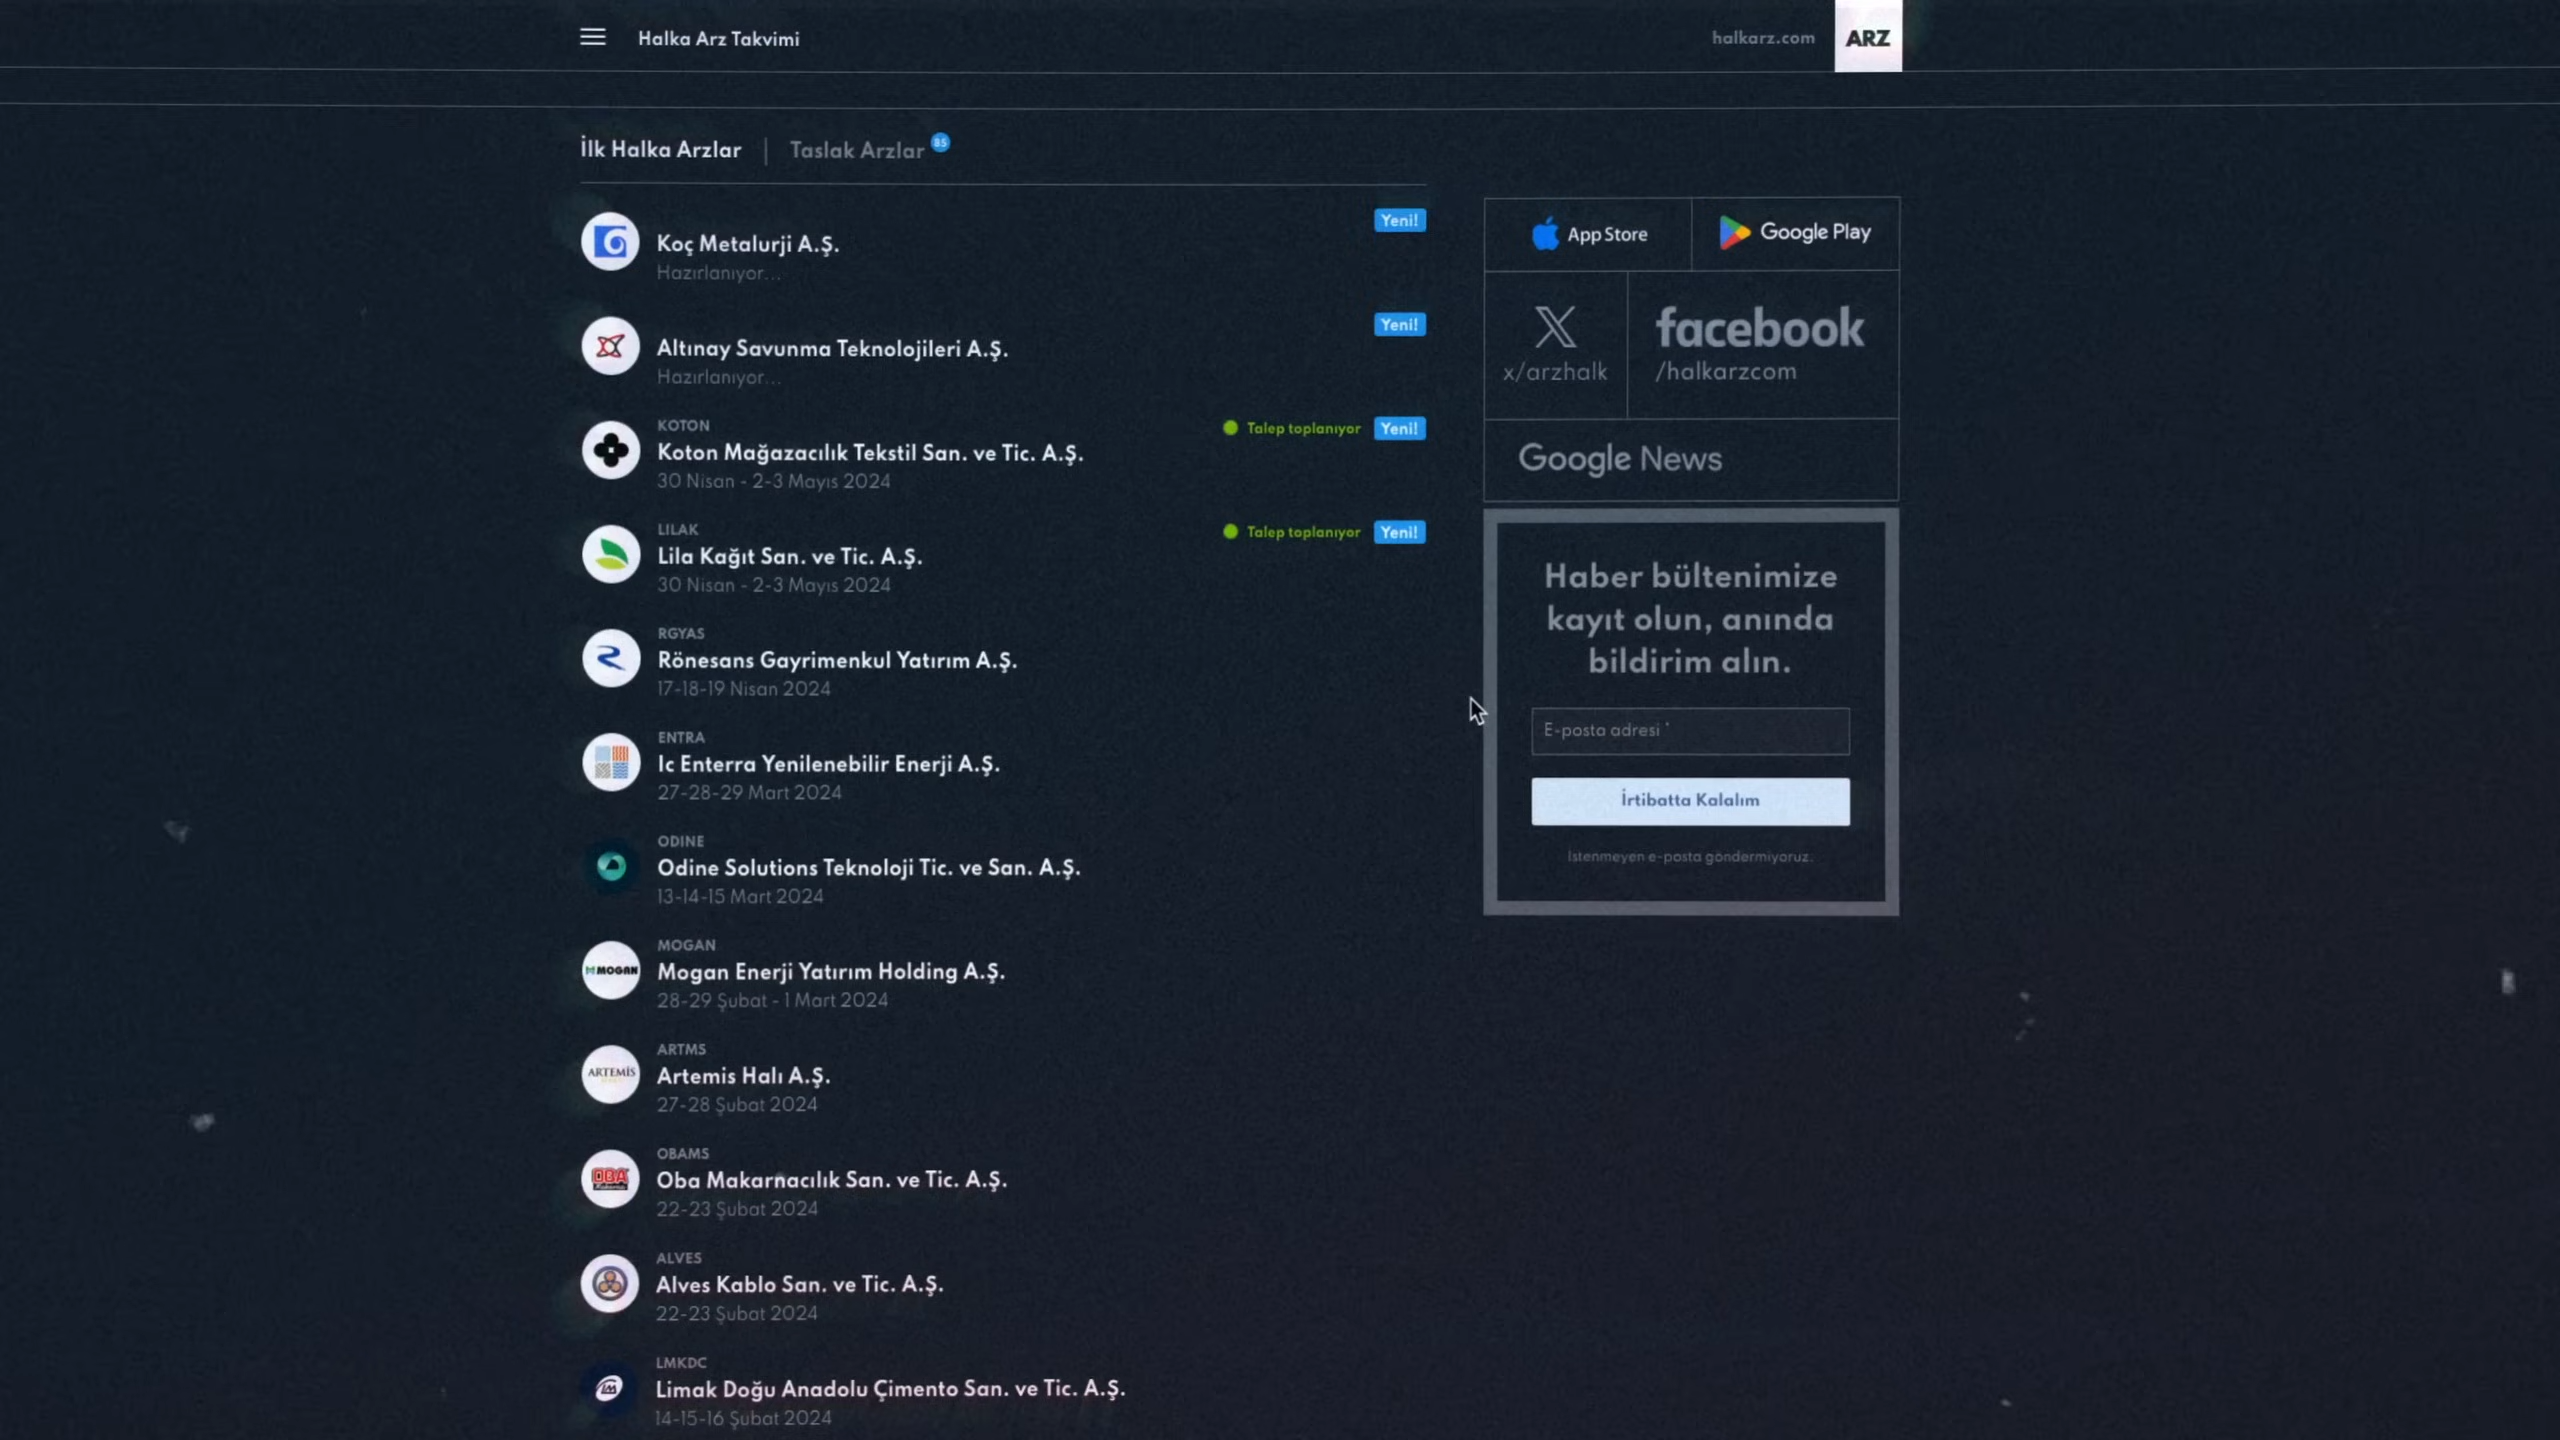 Halka Arz Takvimi
halkarz.com
ARZ
İlk Halka Arzlar
Taslak Arzlar 85
Yeni!
Koç Metalurji A.Ş.
Hazırlanıyor...
Yeni!
Altınay Savunma Teknolojileri A.Ş.
Hazırlanıyor...
KOTON
Talep toplanıyor Yeni!
Koton Mağazacılık Tekstil San. ve Tic. A.Ş.
30 Nisan - 2-3 Mayıs 2024
LILAK
Talep toplanıyor Yeni!
Lila Kağıt San. ve Tic. A.Ş.
30 Nisan - 2-3 Mayıs 2024
RGYAS
Rönesans Gayrimenkul Yatırım A.Ş.
17-18-19 Nisan 2024
ENTRA
Ic Enterra Yenilenebilir Enerji A.Ş.
27-28-29 Mart 2024
ODINE
Odine Solutions Teknoloji Tic. ve San. A.Ş.
13-14-15 Mart 2024
MOGAN
MOGAN
Mogan Enerji Yatırım Holding A.Ş.
28-29 Şubat - 1 Mart 2024
ARTMS
ARTEMİS
Artemis Halı A.Ş.
27-28 Şubat 2024
OBAMS
OBA
Oba Makarnacılık San. ve Tic. A.Ş.
22-23 Şubat 2024
ALVES
Alves Kablo San. ve Tic. A.Ş.
22-23 Şubat 2024
LMKDC
Limak Doğu Anadolu Çimento San. ve Tic. A.Ş.
14-15-16 Şubat 2024
App Store
Google Play
x/arzhalk
facebook
/halkarzcom
Google News
Haber bültenimize
kayıt olun, anında
bildirim alın.
E-posta adresi *
İrtibatta Kalalım
Istenmeyen e-posta göndermiyoruz.